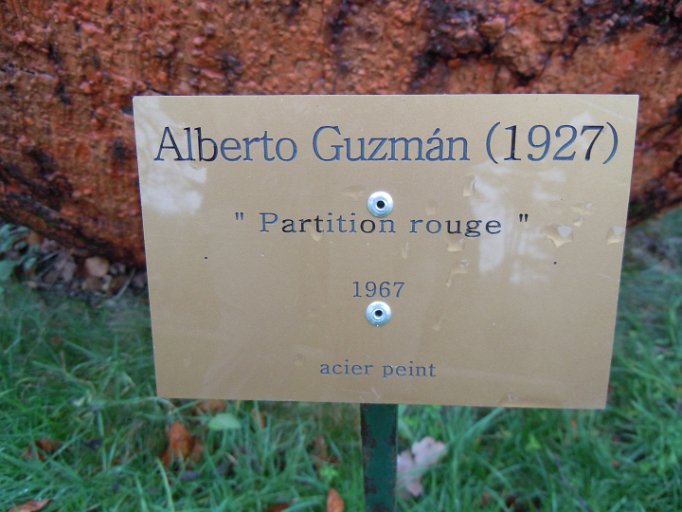 Alberto Guzmán (1927)
" Partition rouge "
1967
acier peint